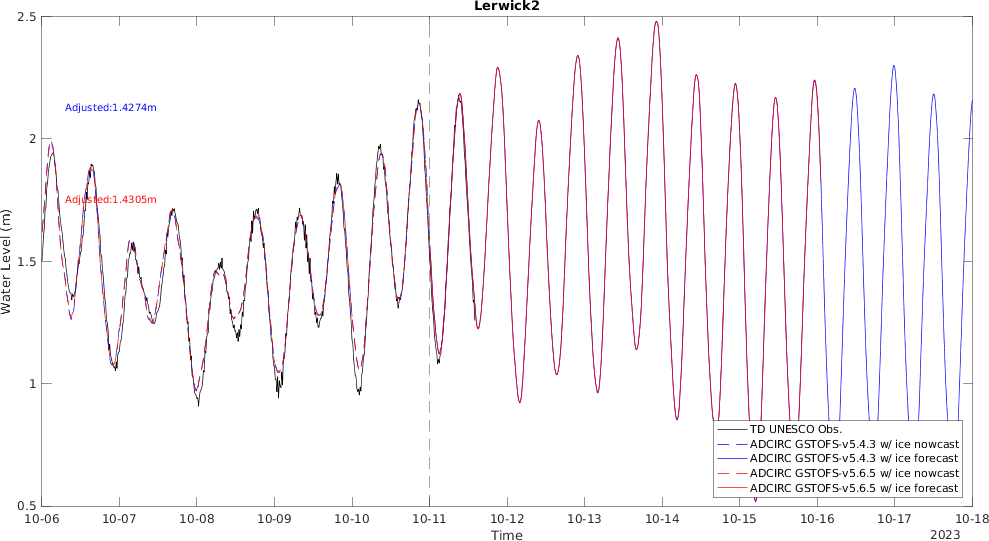 Lerwick2
2.5
Adjusted:1.4274m
2
Adjusted:1.4305m
1.5
1
0.5
Water Level (m)
TD UNESCO Obs.
ADCIRC GSTOFS-v5.4.3 w/ ice nowcast
ADCIRC GSTOFS-v5.4.3 w/ ice forecast
ADCIRC GSTOFS-v5.6.5 w/ ice nowcast
ADCIRC GSTOFS-v5.6.5 w/ ice forecast
10-06 10-07 10-08 10-09 10-10 10-11 10-12 10-13 10-14 10-15 10-16 10-17 10-18
Time
2023